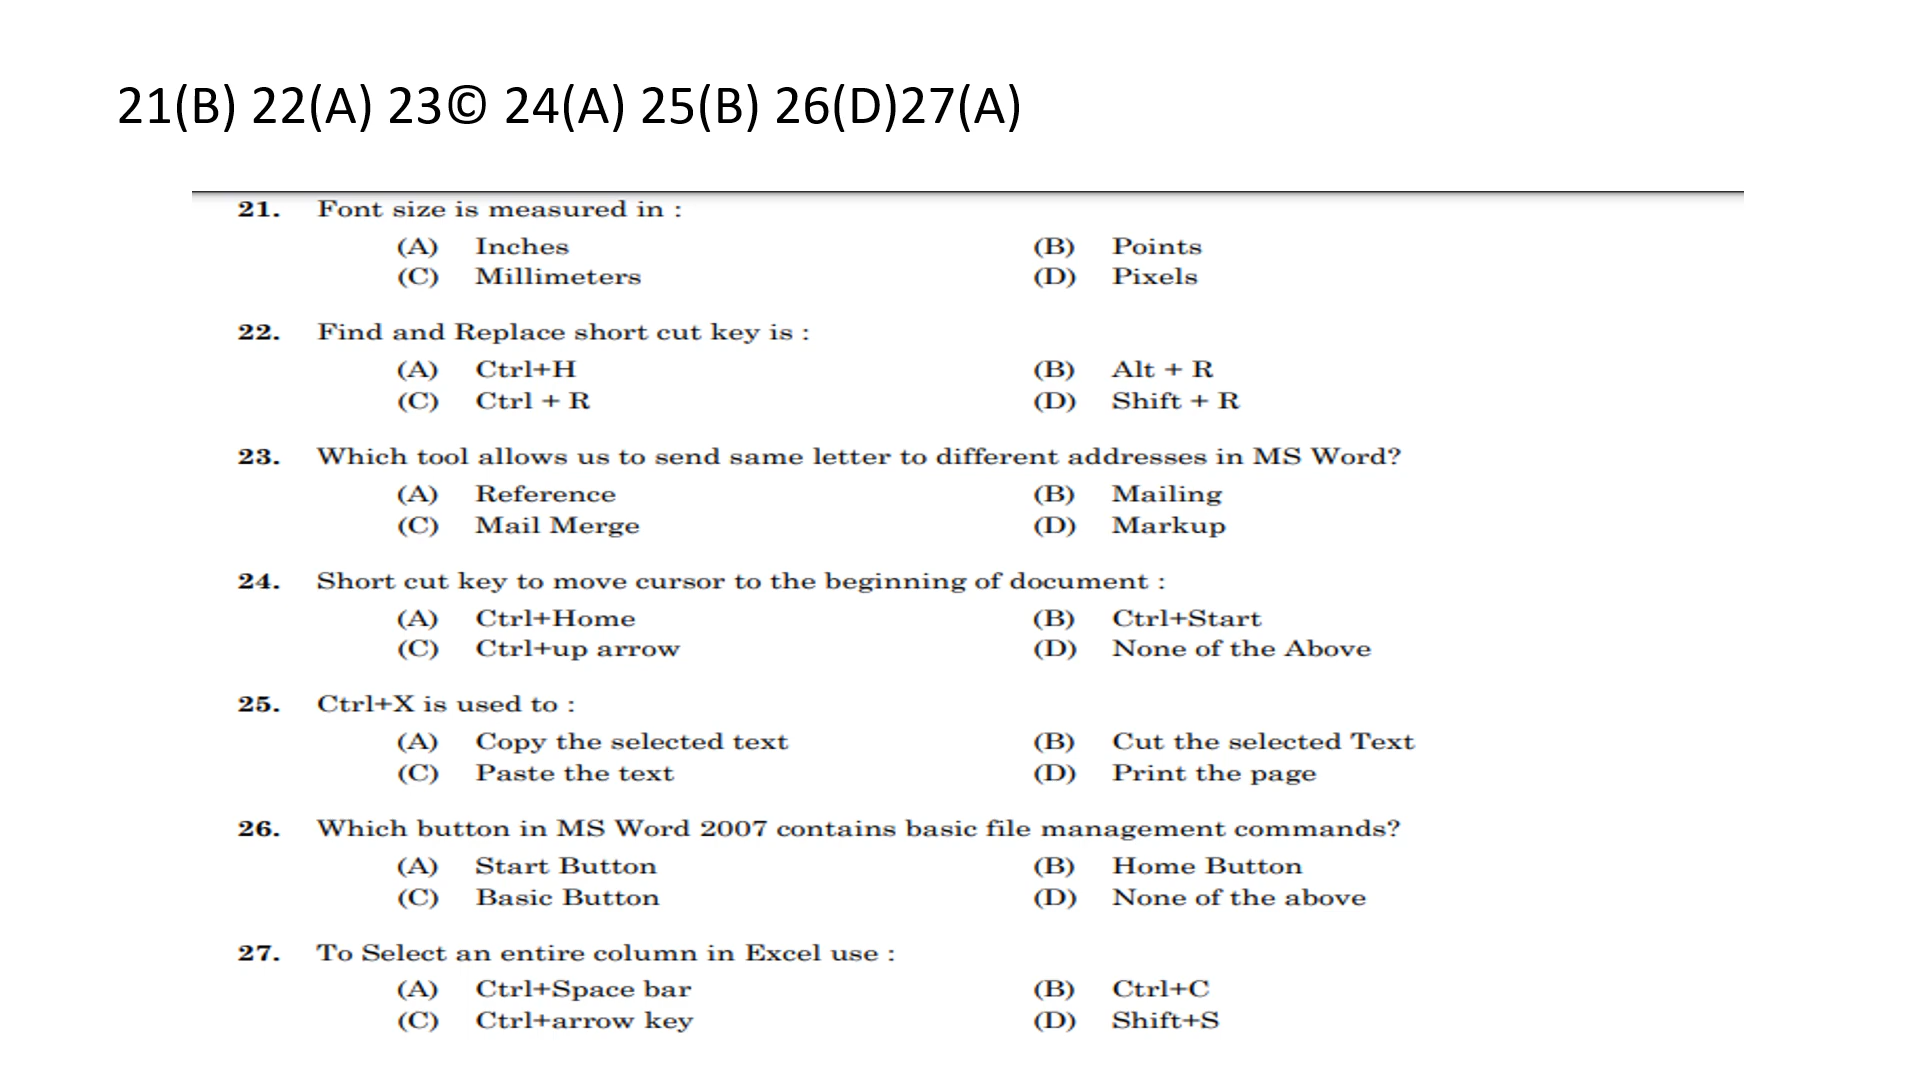 21(B) 22(A) 23© 24(A) 25(B) 26(D)27(A)
21. Font size is measured in :
(A) Inches (B) Points
(C) Millimeters (D) Pixels
22. Find and Replace short cut key is :
(A) Ctrl+H (B) Alt + R
(C) Ctrl + R (D) Shift + R
23. Which tool allows us to send same letter to different addresses in MS Word?
(A) Reference (B) Mailing
(C) Mail Merge (D) Markup
24. Short cut key to move cursor to the beginning of document :
(A) Ctrl+Home (B) Ctrl+Start
(C) Ctrl+up arrow (D) None of the Above
25. Ctrl+X is used to :
(A) Copy the selected text (B) Cut the selected Text
(C) Paste the text (D) Print the page
26. Which button in MS Word 2007 contains basic file management commands?
(A) Start Button (B) Home Button
(C) Basic Button (D) None of the above
27. To Select an entire column in Excel use :
(A) Ctrl+Space bar (B) Ctrl+C
(C) Ctrl+arrow key (D) Shift+S